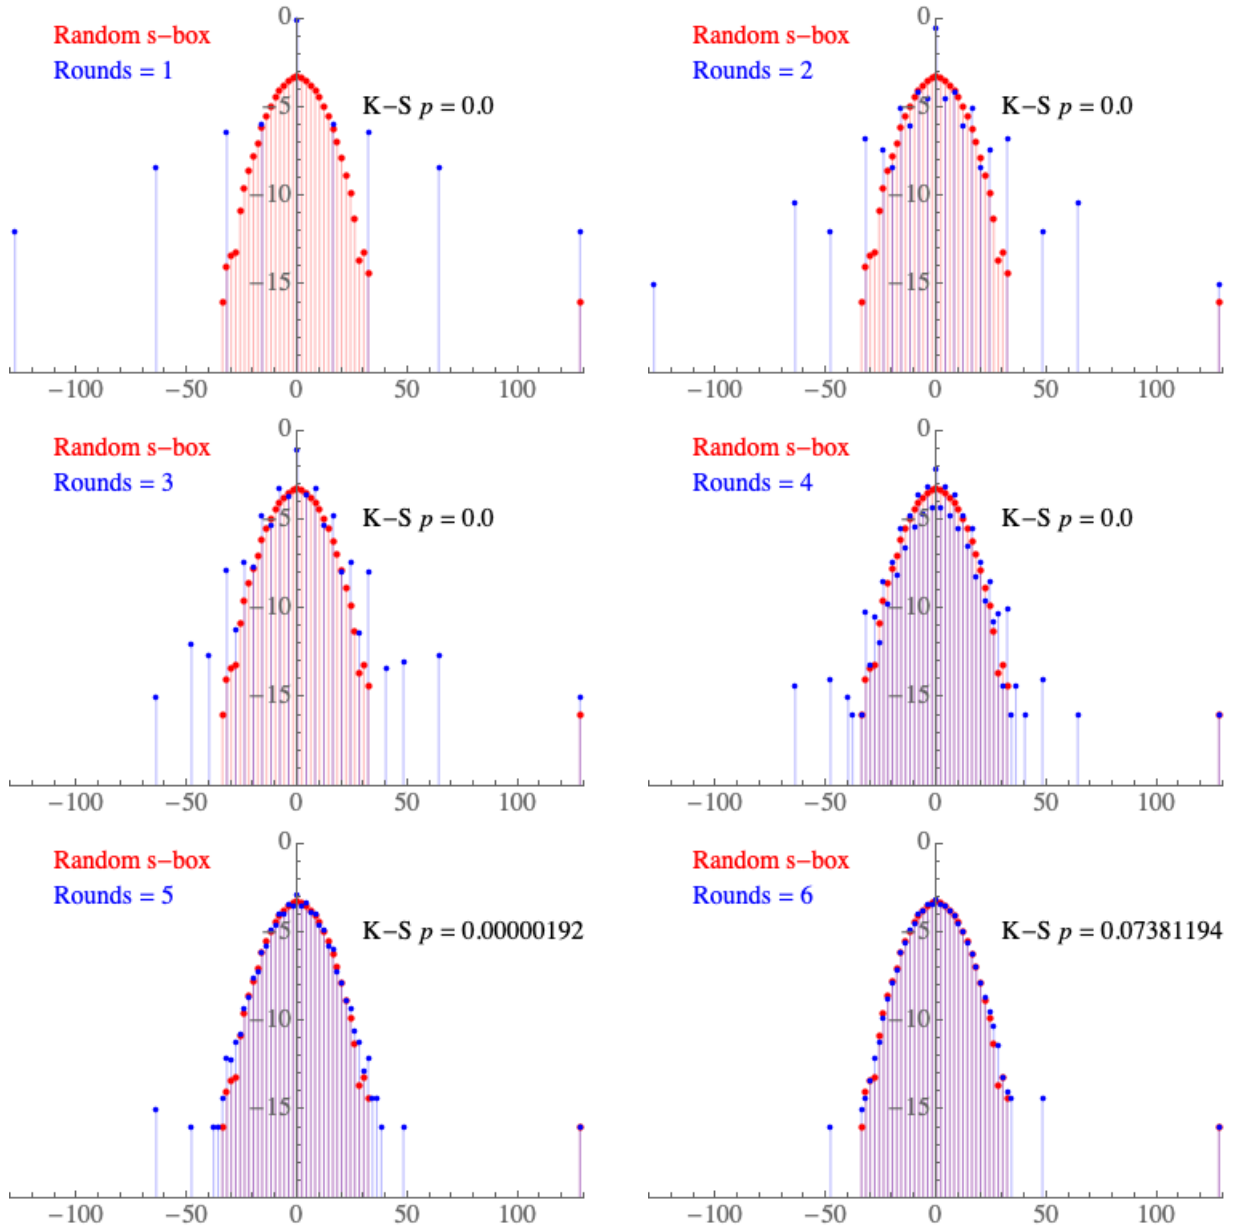 Random s−box
Rounds = 1
K−S p = 0.0
0
−5
−10
−15
−100 −50 0 50 100
Random s−box
Rounds = 2
K−S p = 0.0
0
−5
−10
−15
−100 −50 0 50 100
Random s−box
Rounds = 3
K−S p = 0.0
0
−5
−10
−15
−100 −50 0 50 100
Random s−box
Rounds = 4
K−S p = 0.0
0
−5
−10
−15
−100 −50 0 50 100
Random s−box
Rounds = 5
K−S p = 0.00000192
0
−5
−10
−15
−100 −50 0 50 100
Random s−box
Rounds = 6
K−S p = 0.07381194
0
−5
−10
−15
−100 −50 0 50 100